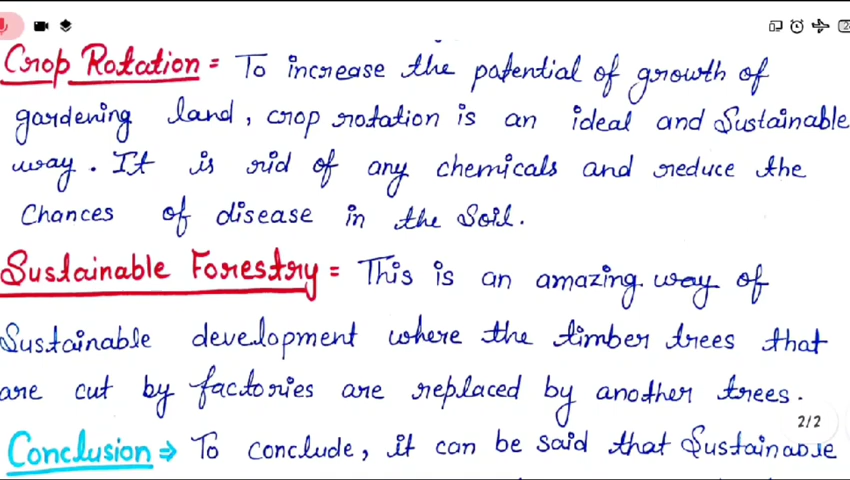 Crop Rotation = To increase the potential of growth of
gardening land, crop rotation is an ideal and Sustainable
way. It is rid of any chemicals and reduce the
Chances of disease in the Soil.
Sustainable Forestry = This is an amazing way of
Sustainable development where the timber trees that
are cut by factories are replaced by another trees.
2/2
Conclusion ⇒ To conclude, it can be said that Sustainable